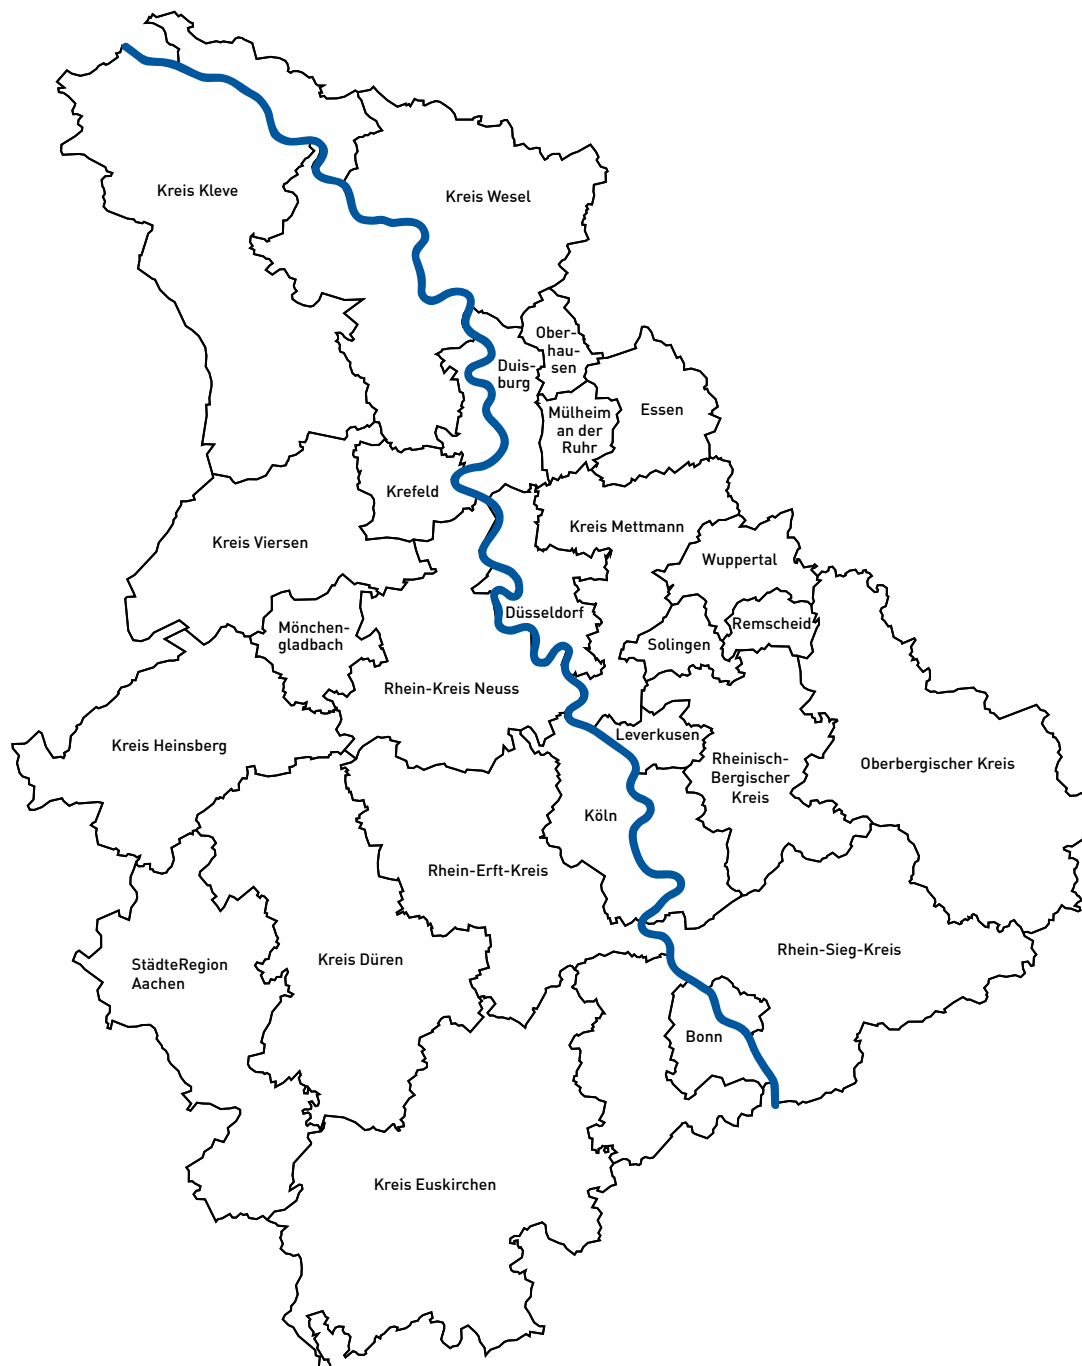 Kreis Kleve
Kreis Wesel
Ober-
hau-
sen
Duis-
burg
Mülheim
an der
Ruhr
Essen
Krefeld
Kreis Viersen
Kreis Mettmann
Wuppertal
Düsseldorf
Remscheid
Mönchen-
gladbach
Solingen
Rhein-Kreis Neuss
Leverkusen
Kreis Heinsberg
Rheinisch-
Bergischer
Kreis
Oberbergischer Kreis
Köln
Rhein-Erft-Kreis
Rhein-Sieg-Kreis
Kreis Düren
StädteRegion
Aachen
Bonn
Kreis Euskirchen